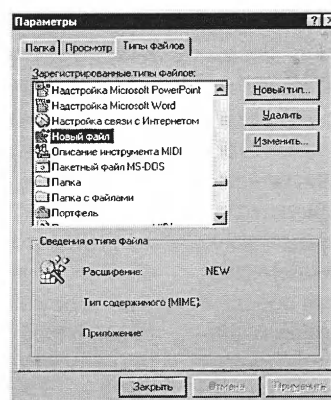 Параметры
Папка Просмотр Типы файлов
Зарегистрированные типы файлов:
Надстройка Microsoft PowerPoint
Надстройка Microsoft Word
Настройка связи с Интернетом
Новый файл
Описание инструмента MIDI
Пакетный файл MS-DOS
Папка
Папка с файлами
Портфель
Новый тип...
Удалить
Изменить...
Сведения о типе файла
Расширение: NEW
Тип содержимого (MIME):
Приложение:
Закрыть Отмена Применить